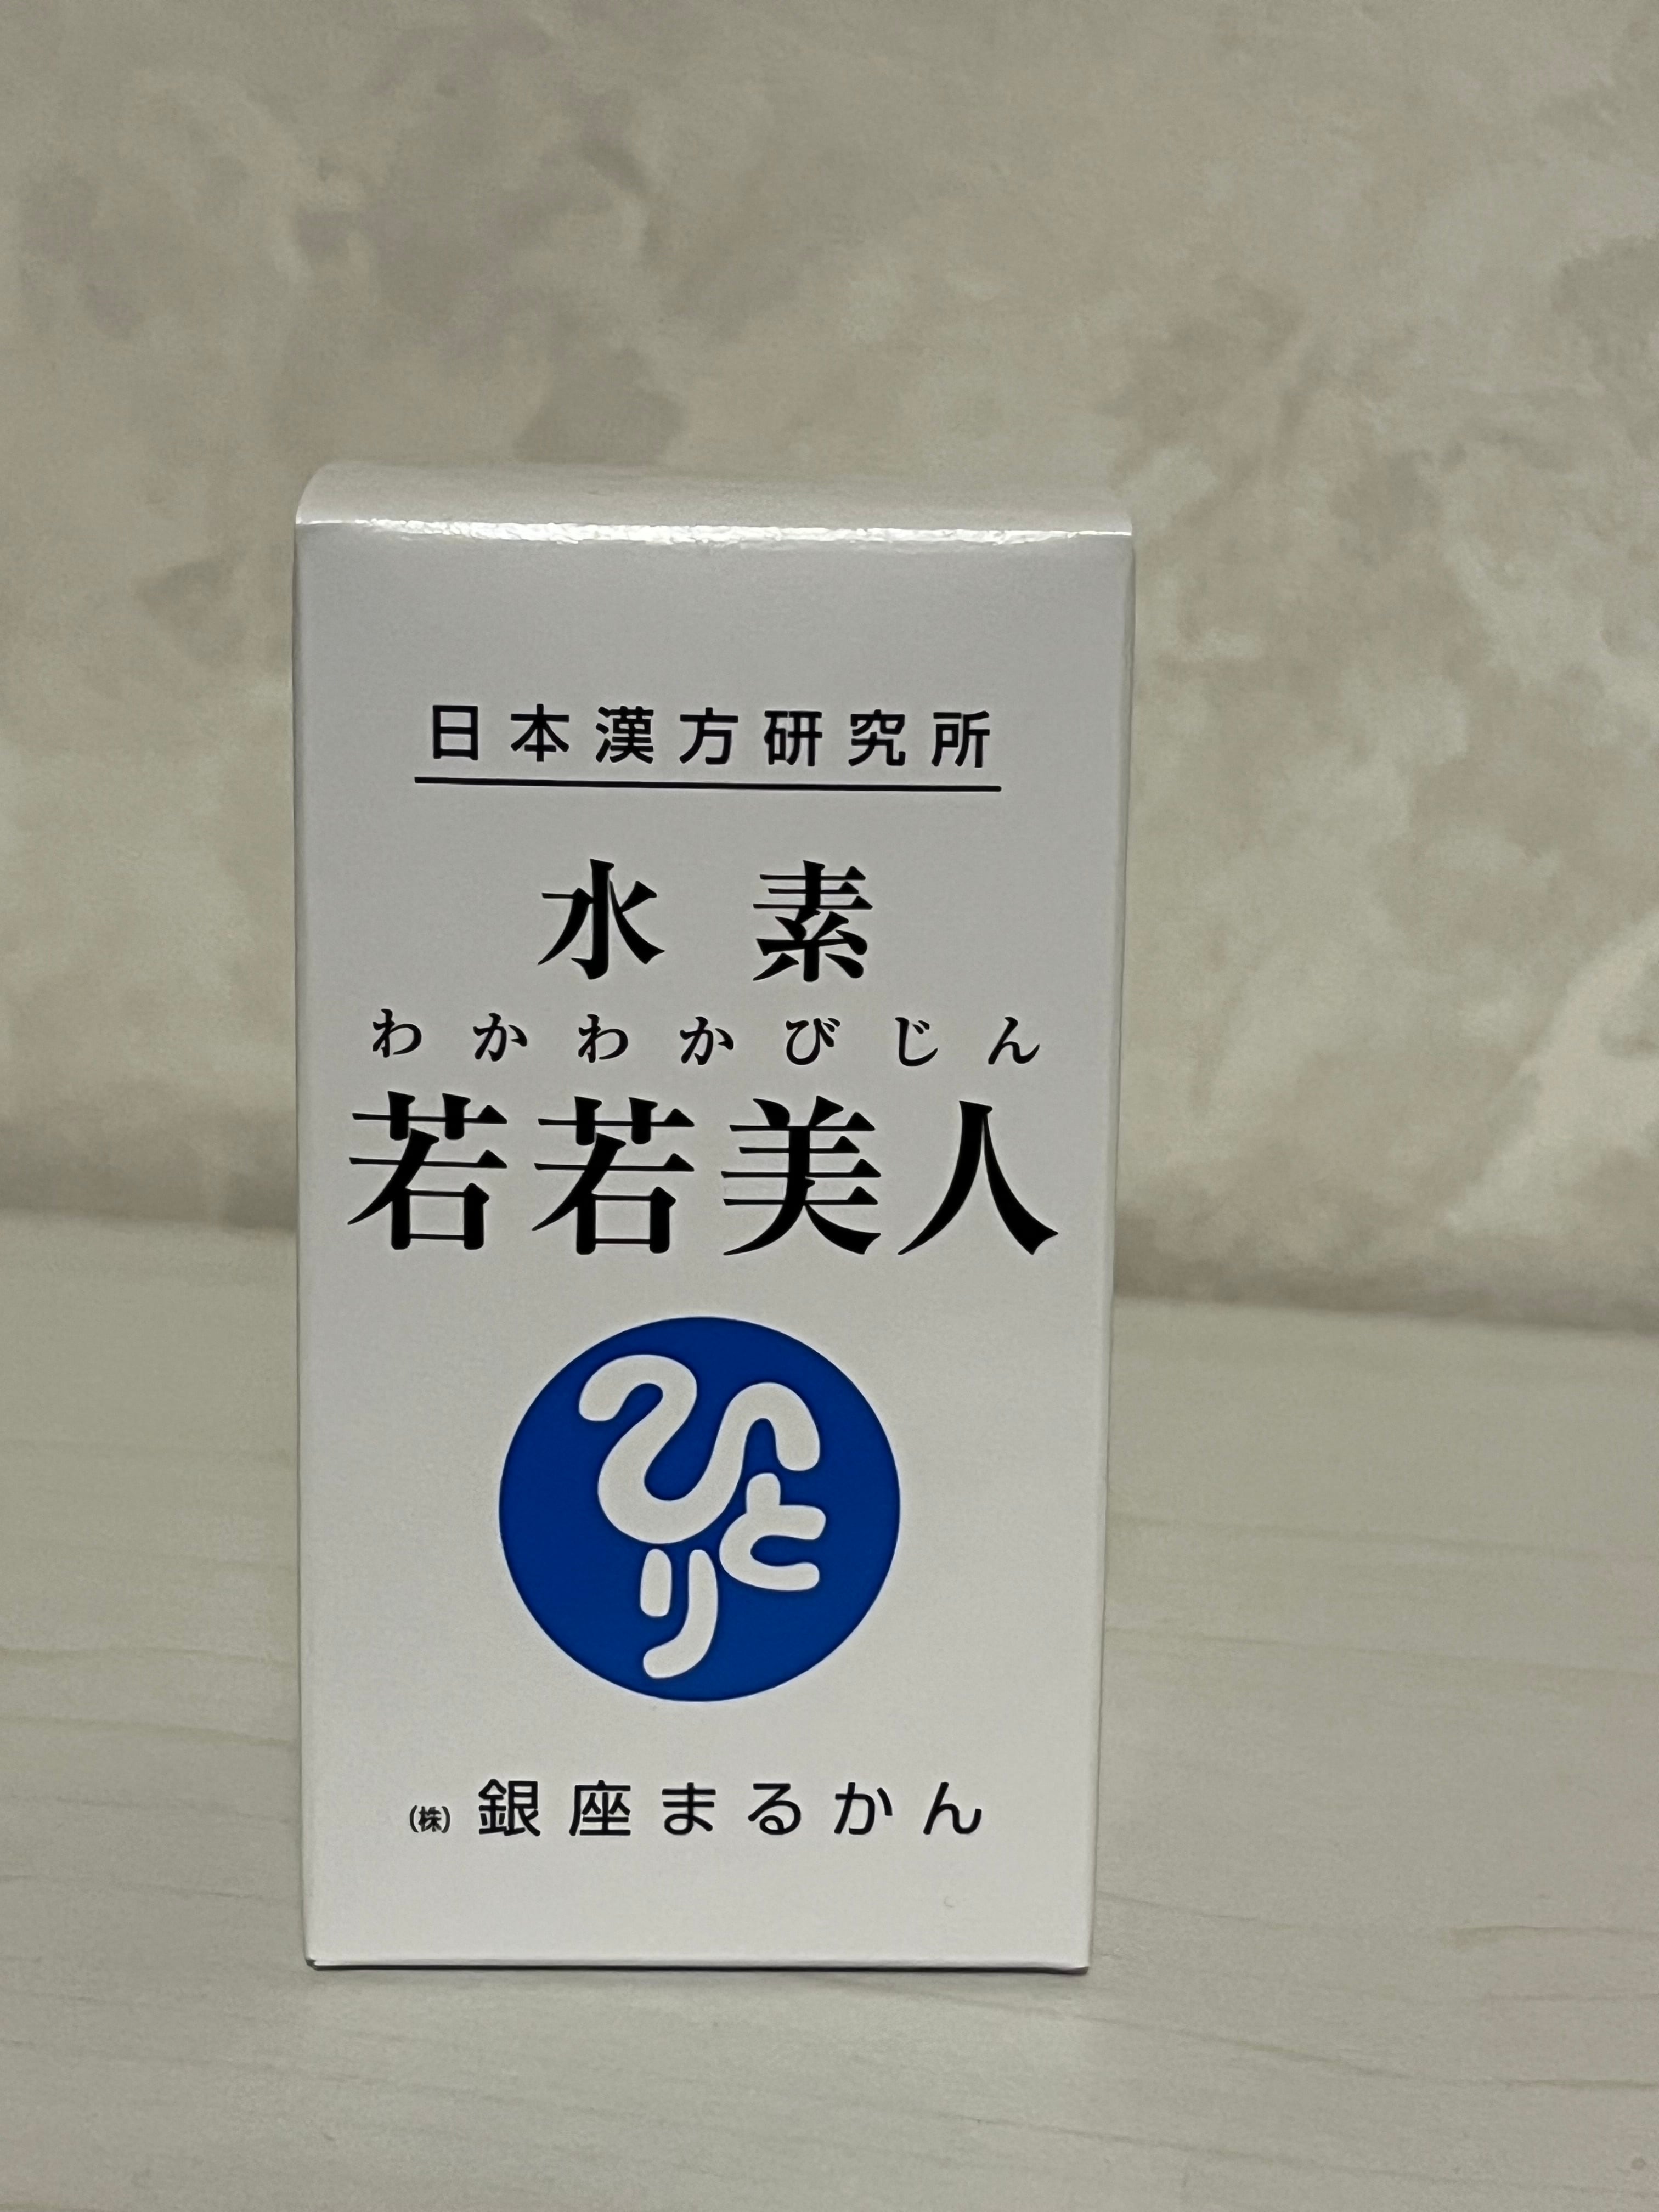 日本漢方研究所
水素
わかわかびじん
若若美人
ひとり
㈱銀座まるかん